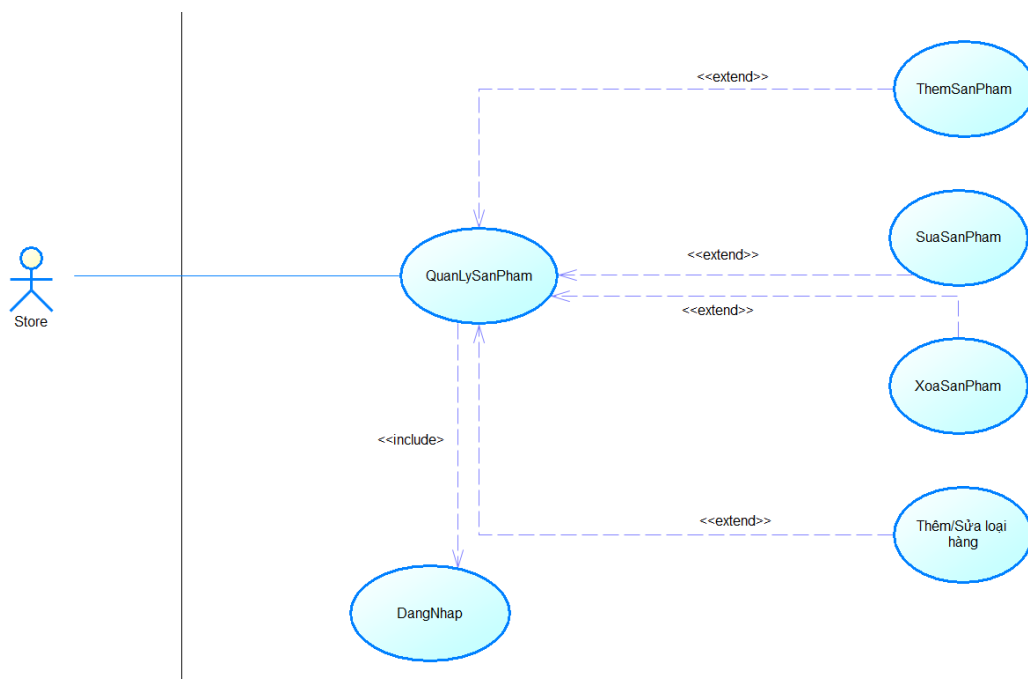 <<extend>>
ThemSanPham
SuaSanPham
<<extend>>
QuanLySanPham
<<extend>>
Store
XoaSanPham
<<include>
<<extend>>
Thêm/Sửa loại
hàng
DangNhap